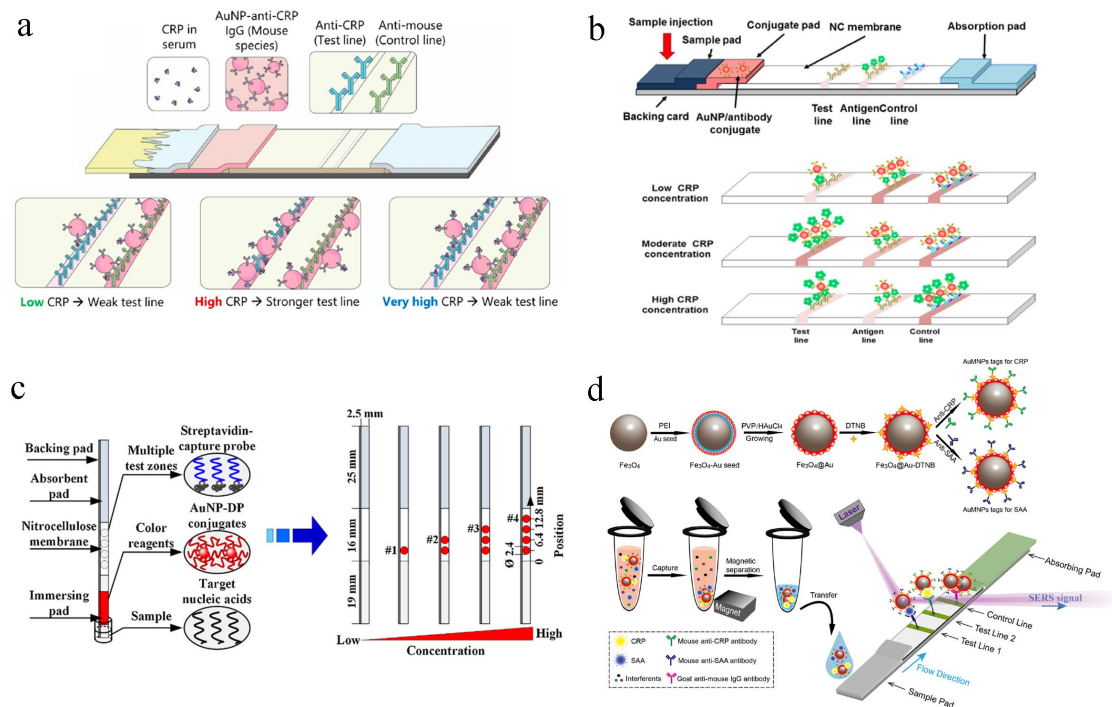 a
CRP in
serum
AuNP-anti-CRP
IgG (Mouse
species)
Anti-CRP
(Test line)
Anti-mouse
(Control line)
Low CRP → Weak test line
High CRP → Stronger test line
Very high CRP → Weak test line
b
Sample injection
Sample pad
Conjugate pad
NC membrane
Absorption pad
Backing card
AuNP/antibody
conjugate
Test
line
Antigen
line
Control
line
Low CRP
concentration
Moderate CRP
concentration
High CRP
concentration
Test
line
Antigen
line
Control
line
c
Backing pad
Absorbent
pad
Nitrocellulose
membrane
Immersing
pad
Multiple
test zones
Color
reagents
Sample
Streptavidin-
capture probe
AuNP-DP
conjugates
Target
nucleic acids
2.5 mm
25 mm
16 mm
19 mm
#1
#2
#3
#4
Ø 2.4
0 6.4 12.8 mm
Position
Low
High
Concentration
d
Fe3O4
PEI
Au seed
Fe3O4-Au seed
PVP/HAuCl4
Growing
Fe3O4@Au
DTNB
Fe3O4@Au-DTNB
Anti-CRP
Anti-SAA
AuMNPs tags for CRP
AuMNPs tags for SAA
Capture
Magnetic
separation
Magnet
Transfer
Laser
SERS signal
Absorbing Pad
Control Line
Test Line 2
Test Line 1
Flow Direction
Sample Pad
CRP
Mouse anti-CRP antibody
SAA
Mouse anti-SAA antibody
Interferents
Goat anti-mouse IgG antibody